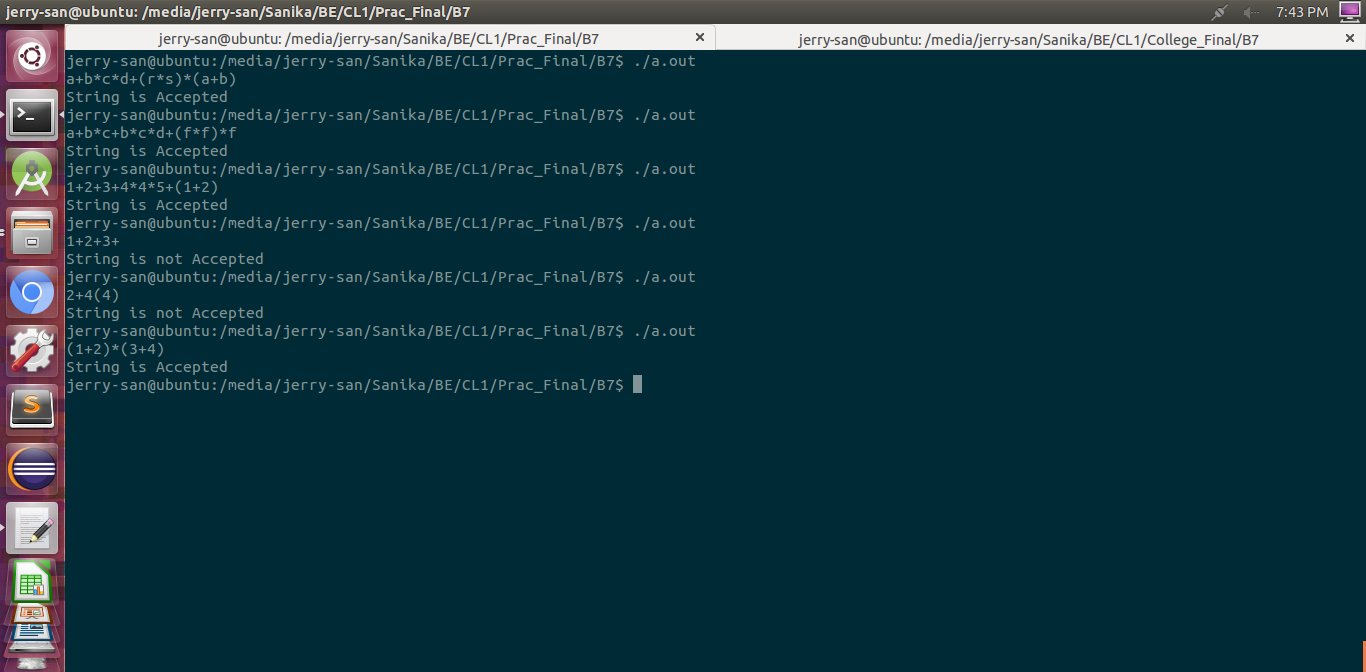 jerry-san@ubuntu: /media/jerry-san/Sanika/BE/CL1/Prac_Final/B7
7:43 PM
jerry-san@ubuntu: /media/jerry-san/Sanika/BE/CL1/Prac_Final/B7
jerry-san@ubuntu: /media/jerry-san/Sanika/BE/CL1/College_Final/B7
jerry-san@ubuntu:/media/jerry-san/Sanika/BE/CL1/Prac_Final/B7$ ./a.out
a+b*c*d+(r*s)*(a+b)
String is Accepted
jerry-san@ubuntu:/media/jerry-san/Sanika/BE/CL1/Prac_Final/B7$ ./a.out
a+b*c+b*c*d+(f*f)*f
String is Accepted
jerry-san@ubuntu:/media/jerry-san/Sanika/BE/CL1/Prac_Final/B7$ ./a.out
1+2+3+4*4*5+(1+2)
String is Accepted
jerry-san@ubuntu:/media/jerry-san/Sanika/BE/CL1/Prac_Final/B7$ ./a.out
1+2+3+
String is not Accepted
jerry-san@ubuntu:/media/jerry-san/Sanika/BE/CL1/Prac_Final/B7$ ./a.out
2+4(4)
String is not Accepted
jerry-san@ubuntu:/media/jerry-san/Sanika/BE/CL1/Prac_Final/B7$ ./a.out
(1+2)*(3+4)
String is Accepted
jerry-san@ubuntu:/media/jerry-san/Sanika/BE/CL1/Prac_Final/B7$